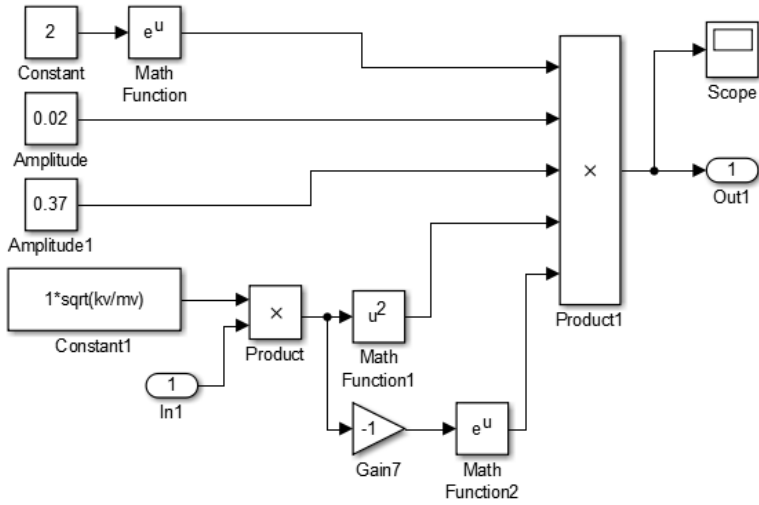 2
e^u
Constant
Math
Function
Scope
0.02
Amplitude
×
1
Out1
0.37
Amplitude1
1*sqrt(kv/mv)
Constant1
×
Product
u^2
Math
Function1
Product1
1
In1
-1
Gain7
e^u
Math
Function2